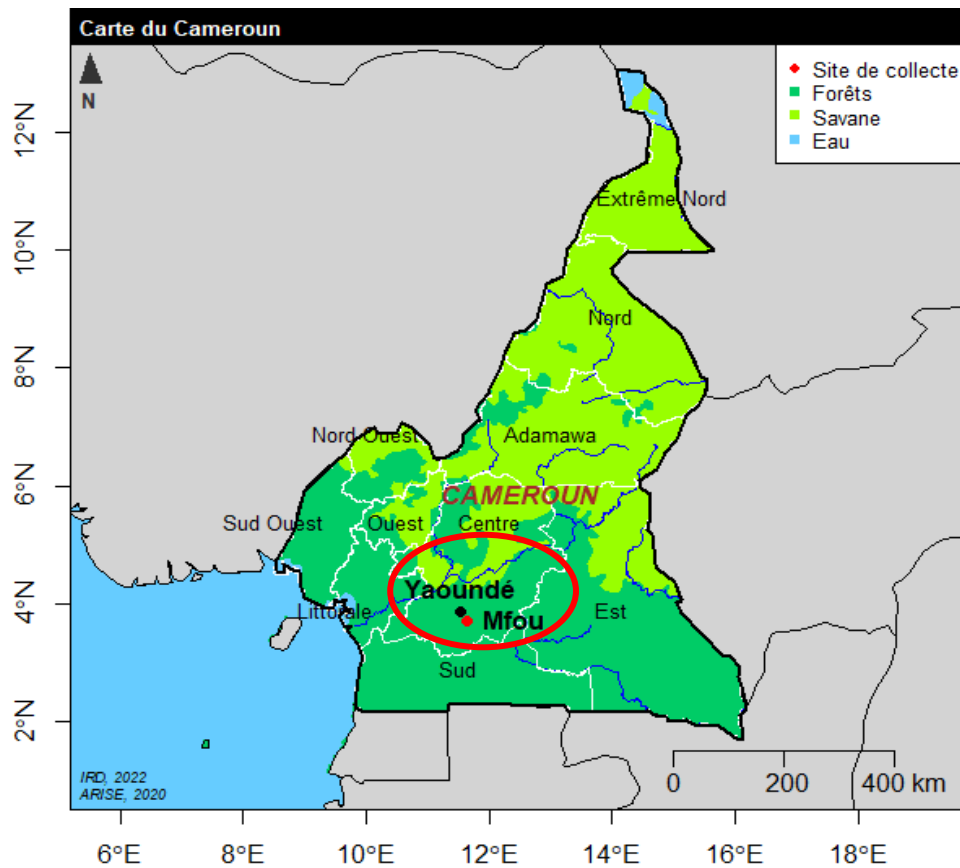 Carte du Cameroun
N
Site de collecte
Forêts
Savane
Eau
12°N
10°N
8°N
6°N
4°N
2°N
Extrême Nord
Nord
Nord Ouest
Adamawa
CAMEROUN
Sud Ouest
Ouest
Centre
Yaoundé
Littorale
Mfou
Est
Sud
IRD, 2022
ARISE, 2020
0 200 400 km
6°E 8°E 10°E 12°E 14°E 16°E 18°E